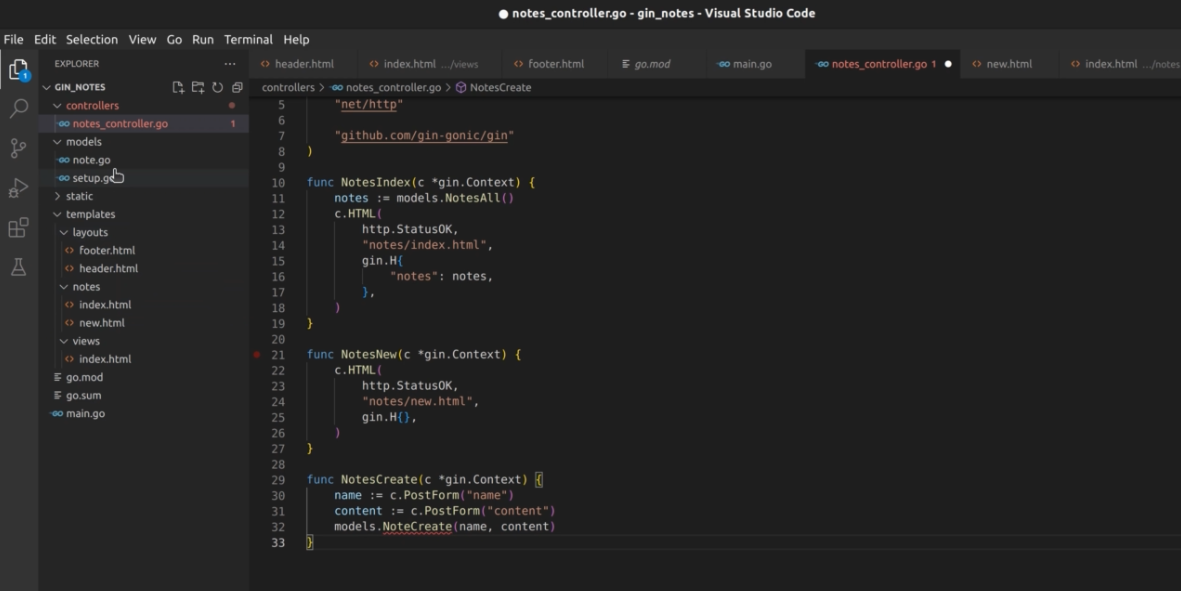 notes_controller.go - gin_notes - Visual Studio Code
File Edit Selection View Go Run Terminal Help
EXPLORER
header.html index.html .../views footer.html go.mod main.go notes_controller.go 1 new.html index.html .../notes
GIN_NOTES
controllers
notes_controller.go 1
models
note.go
setup.go
static
templates
layouts
footer.html
header.html
notes
index.html
new.html
views
index.html
go.mod
go.sum
main.go
1
controllers > notes_controller.go > NotesCreate
5 "net/http"
6
7 "github.com/gin-gonic/gin"
8 )
9
10 func NotesIndex(c *gin.Context) {
11 notes := models.NotesAll()
12 c.HTML(
13 http.StatusOK,
14 "notes/index.html",
15 gin.H{
16 "notes": notes,
17 },
18 )
19 }
20
21 func NotesNew(c *gin.Context) {
22 c.HTML(
23 http.StatusOK,
24 "notes/new.html",
25 gin.H{},
26 )
27 }
28
29 func NotesCreate(c *gin.Context) {
30 name := c.PostForm("name")
31 content := c.PostForm("content")
32 models.NoteCreate(name, content)
33 }